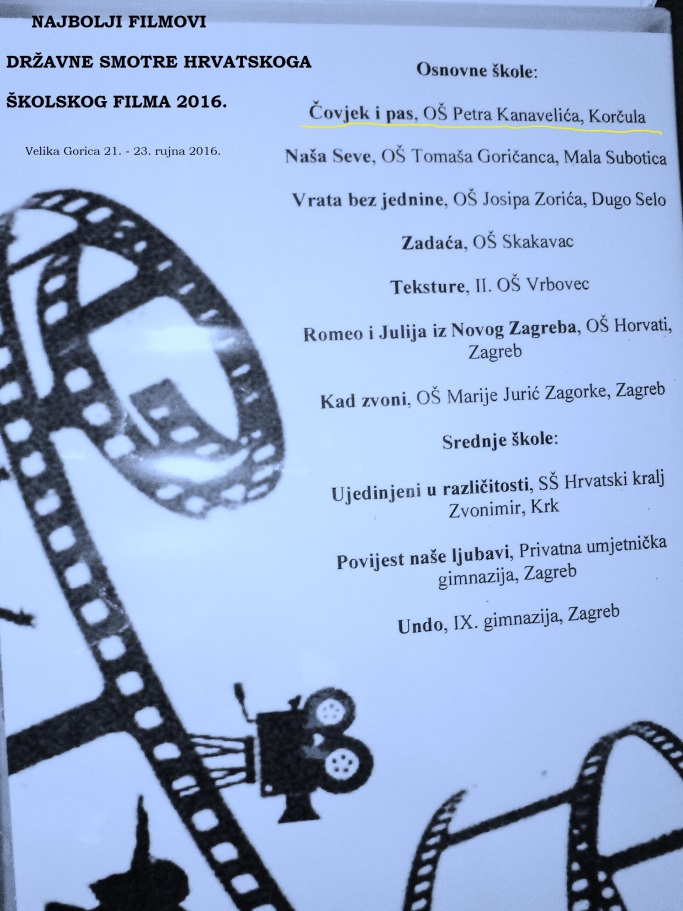 NAJBOLJI FILMOVI
DRŽAVNE SMOTRE HRVATSKOGA
ŠKOLSKOG FILMA 2016.
Velika Gorica 21. - 23. rujna 2016.
Osnovne škole:
Čovjek i pas, OŠ Petra Kanavelića, Korčula
Naša Seve, OŠ Tomaša Goričanca, Mala Subotica
Vrata bez jednine, OŠ Josipa Zorića, Dugo Selo
Zadaća, OŠ Skakavac
Teksture, II. OŠ Vrbovec
Romeo i Julija iz Novog Zagreba, OŠ Horvati,
Zagreb
Kad zvoni, OŠ Marije Jurić Zagorke, Zagreb
Srednje škole:
Ujedinjeni u različitosti, SŠ Hrvatski kralj
Zvonimir, Krk
Povijest naše ljubavi, Privatna umjetnička
gimnazija, Zagreb
Undo, IX. gimnazija, Zagreb